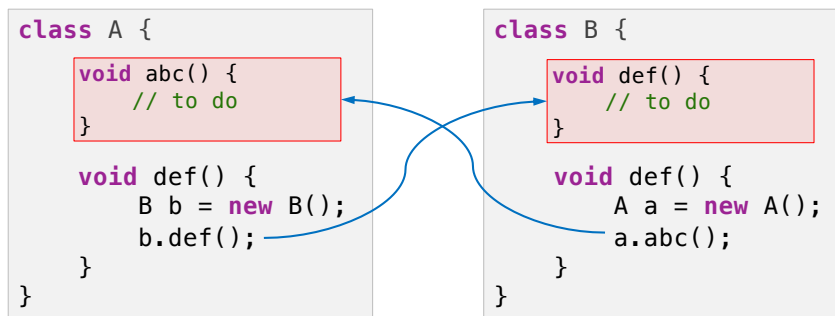 class A {
void abc() {
// to do
}
void def() {
B b = new B();
b.def();
}
}
class B {
void def() {
// to do
}
void def() {
A a = new A();
a.abc();
}
}